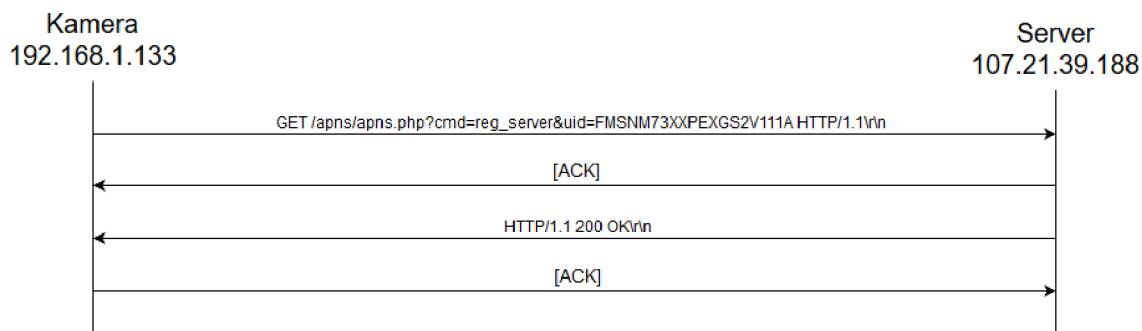 Kamera
192.168.1.133
Server
107.21.39.188
GET /apns/apns.php?cmd=reg_server&uid=FMSNM73XXPEXGS2V111A HTTP/1.1\r\n
[ACK]
HTTP/1.1 200 OK\r\n
[ACK]